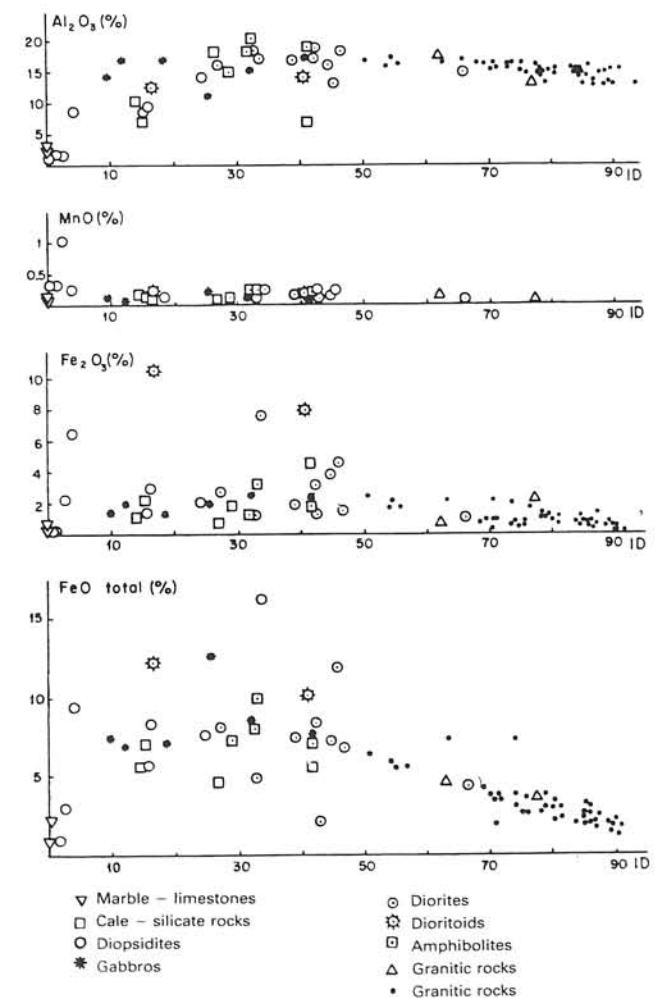 Al₂O₃ (%)
20
15
10
5
10 30 50 70 90 ID
MnO (%)
1
0.5
10 30 50 70 90 ID
Fe₂O₃(%)
10
8
6
4
2
10 30 50 70 90 ID
FeO total (%)
15
10
5
10 30 50 70 90 ID
Marble – limestones
Calc – silicate rocks
Diopsidites
Gabbros
Diorites
Dioritoids
Amphibolites
Granitic rocks
Granitic rocks